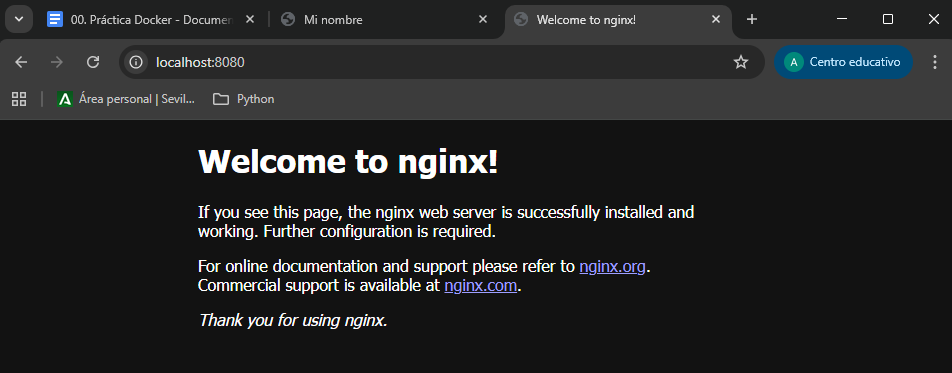 00. Práctica Docker - Documen
Mi nombre
Welcome to nginx!
localhost:8080
A
Centro educativo
Área personal | Sevil...
Python
Welcome to nginx!
If you see this page, the nginx web server is successfully installed and
working. Further configuration is required.
For online documentation and support please refer to nginx.org.
Commercial support is available at nginx.com.
Thank you for using nginx.